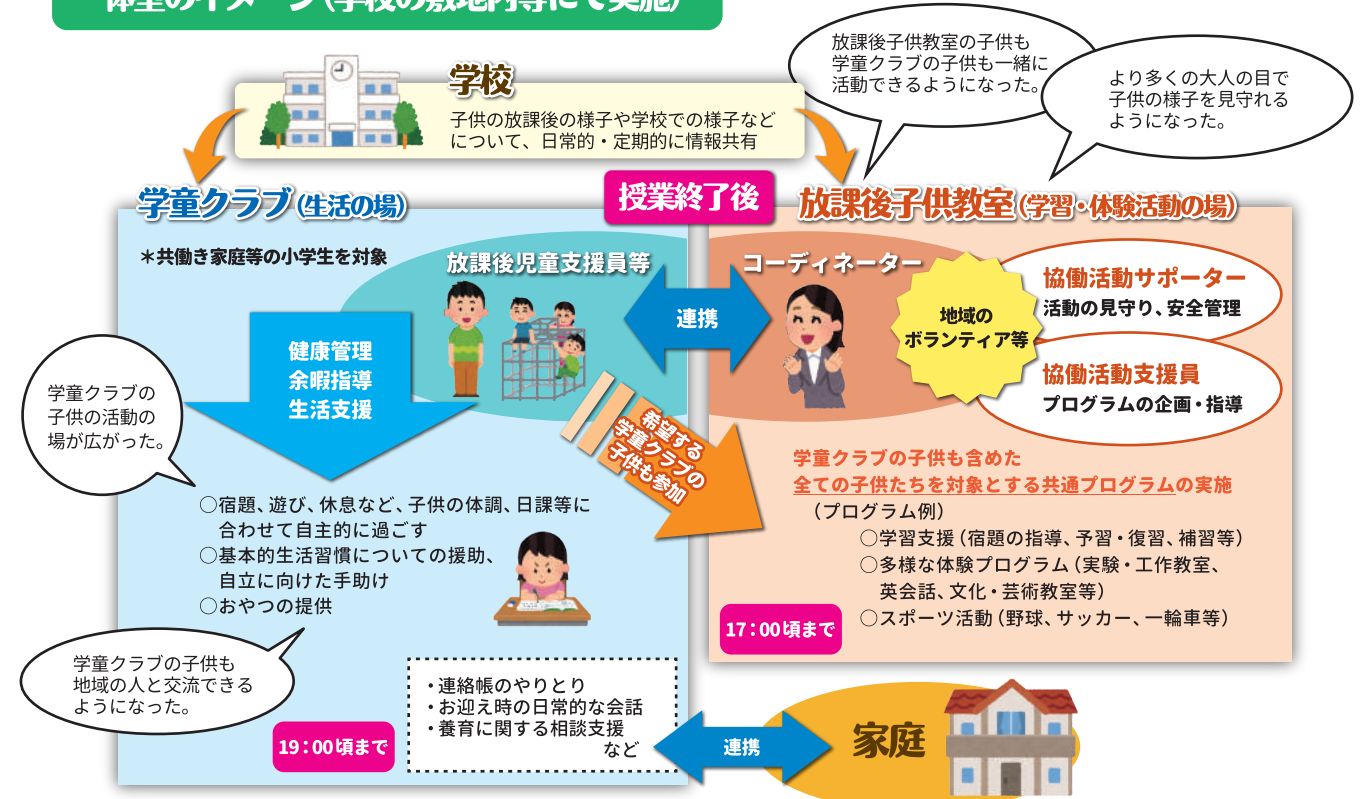 一体型のイメージ（学校の敷地内等にて実施）
学校
子供の放課後の様子や学校での様子など
について、日常的・定期的に情報共有
放課後子供教室の子供も
学童クラブの子供も一緒に
活動できるようになった。
より多くの大人の目で
子供の様子を見守れる
ようになった。
授業終了後
学童クラブ（生活の場）
＊共働き家庭等の小学生を対象
放課後児童支援員等
健康管理
余暇指導
生活支援
学童クラブの
子供の活動の
場が広がった。
連携
希望する
学童クラブの
子供も参加
○宿題、遊び、休息など、子供の体調、日課等に
合わせて自主的に過ごす
○基本的生活習慣についての援助、
自立に向けた手助け
○おやつの提供
学童クラブの子供も
地域の人と交流できる
ようになった。
19：00頃まで
・連絡帳のやりとり
・お迎え時の日常的な会話
・養育に関する相談支援
など
連携
家庭
放課後子供教室（学習・体験活動の場）
コーディネーター
地域の
ボランティア等
協働活動サポーター
活動の見守り、安全管理
協働活動支援員
プログラムの企画・指導
学童クラブの子供も含めた
全ての子供たちを対象とする共通プログラムの実施
（プログラム例）
○学習支援（宿題の指導、予習・復習、補習等）
○多様な体験プログラム（実験・工作教室、
英会話、文化・芸術教室等）
○スポーツ活動（野球、サッカー、一輪車等）
17：00頃まで